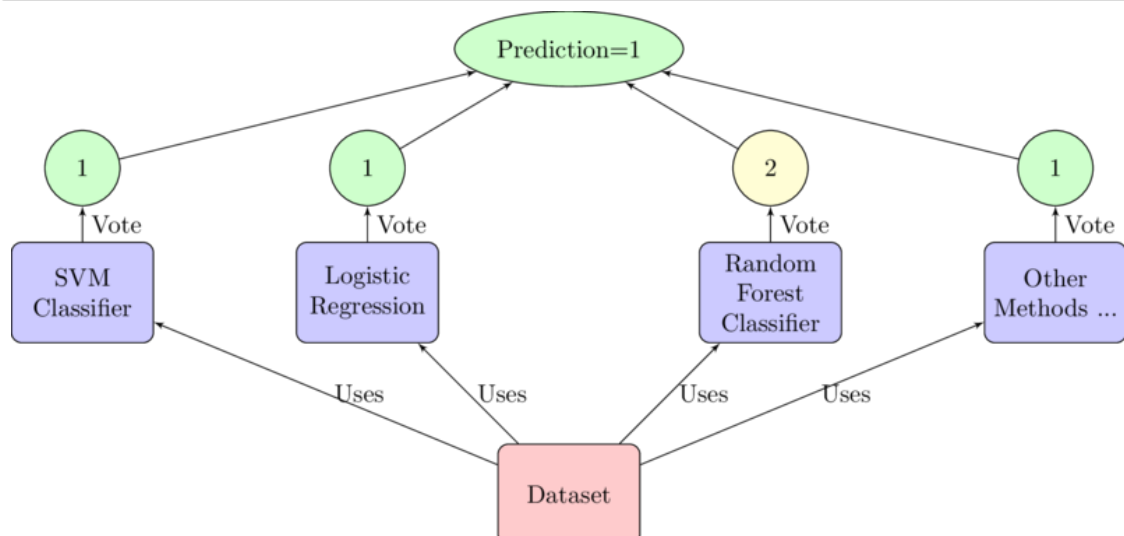 Prediction=1
1
1
2
1
Vote
Vote
Vote
Vote
SVM
Classifier
Logistic
Regression
Random
Forest
Classifier
Other
Methods ...
Uses
Uses
Uses
Uses
Dataset